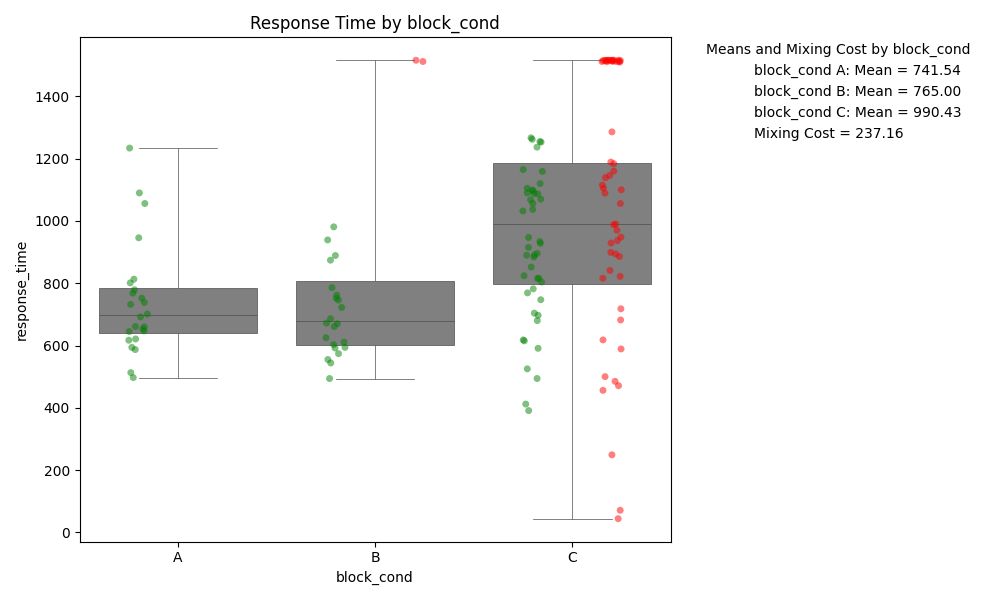 Response Time by block_cond
Means and Mixing Cost by block_cond
block_cond A: Mean = 741.54
block_cond B: Mean = 765.00
block_cond C: Mean = 990.43
Mixing Cost = 237.16
response_time
1400
1200
1000
800
600
400
200
0
A
B
C
block_cond